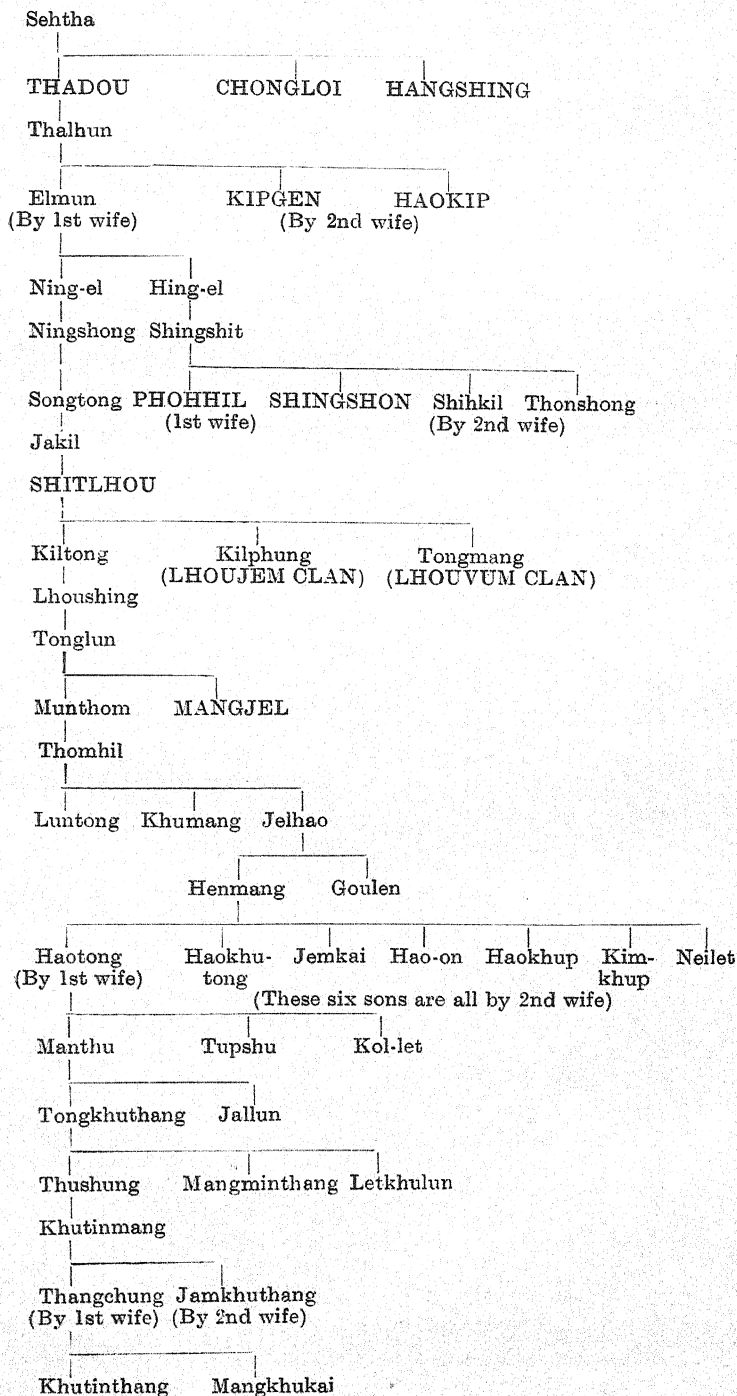 Sehtha
THADOU CHONGLOI HANGSHING
Thalhun
Elmun KIPGEN HAOKIP
(By 1st wife) (By 2nd wife)
Ning-el Hing-el
Ningshong Shingshit
Songtong PHOHHIL SHINGSHON Shihkil Thonshong
(1st wife) (By 2nd wife)
Jakil
SHITLHOU
Kiltong Kilphung Tongmang
(LHOUJEM CLAN) (LHOUVUM CLAN)
Lhoushing
Tonglun
Munthom MANGJEL
Thomhil
Luntong Khumang Jelhao
Henmang Goulen
Haotong Haokhu- Jemkai Hao-on Haokhup Kim- Neilet
(By 1st wife) tong khup
(These six sons are all by 2nd wife)
Manthu Tupshu Kol-let
Tongkhuthang Jallun
Thushung Mangminthang Letkhulun
Khutinmang
Thangchung Jamkhuthang
(By 1st wife) (By 2nd wife)
Khutinthang Mangkhukai